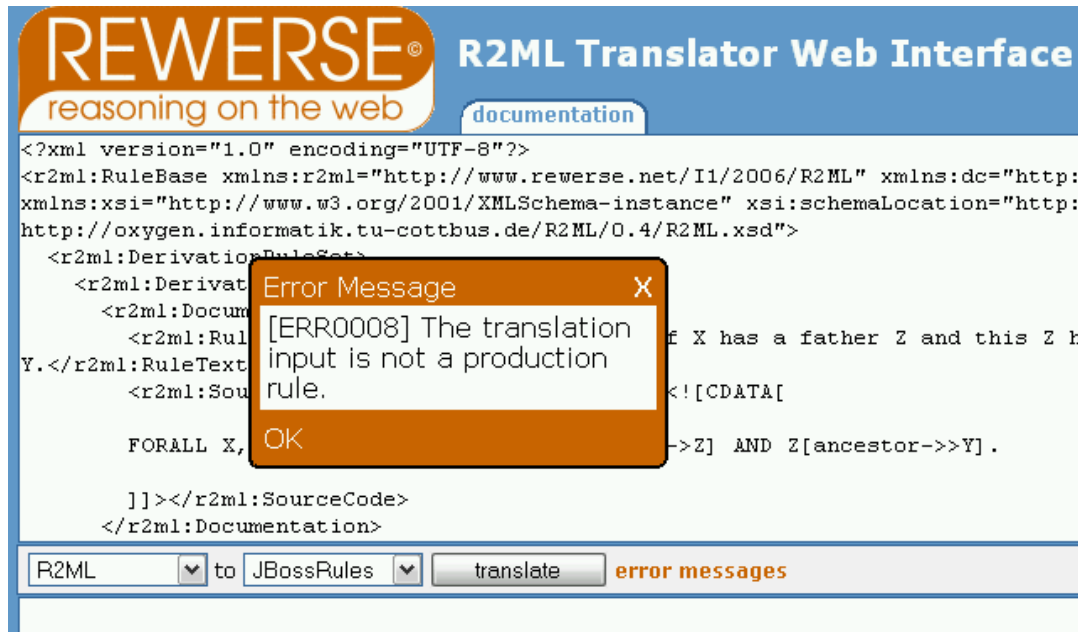 REWERSE©
reasoning on the web
R2ML Translator Web Interface
documentation
<?xml version="1.0" encoding="UTF-8"?>
<r2ml:RuleBase xmlns:r2ml="http://www.rewerse.net/I1/2006/R2ML" xmlns:dc="http:
xmlns:xsi="http://www.w3.org/2001/XMLSchema-instance" xsi:schemaLocation="http:
http://oxygen.informatik.tu-cottbus.de/R2ML/0.4/R2ML.xsd">
<r2ml:DerivationRuleSet>
<r2ml:Derivat
<r2ml:Docum
<r2ml:Rul f X has a father Z and this Z h
Y.</r2ml:RuleText
<r2ml:Sou <![CDATA[
FORALL X, ->Z] AND Z[ancestor->>Y].
]]></r2ml:SourceCode>
</r2ml:Documentation>
Error Message X
[ERR0008] The translation
input is not a production
rule.
OK
R2ML to JBossRules translate error messages